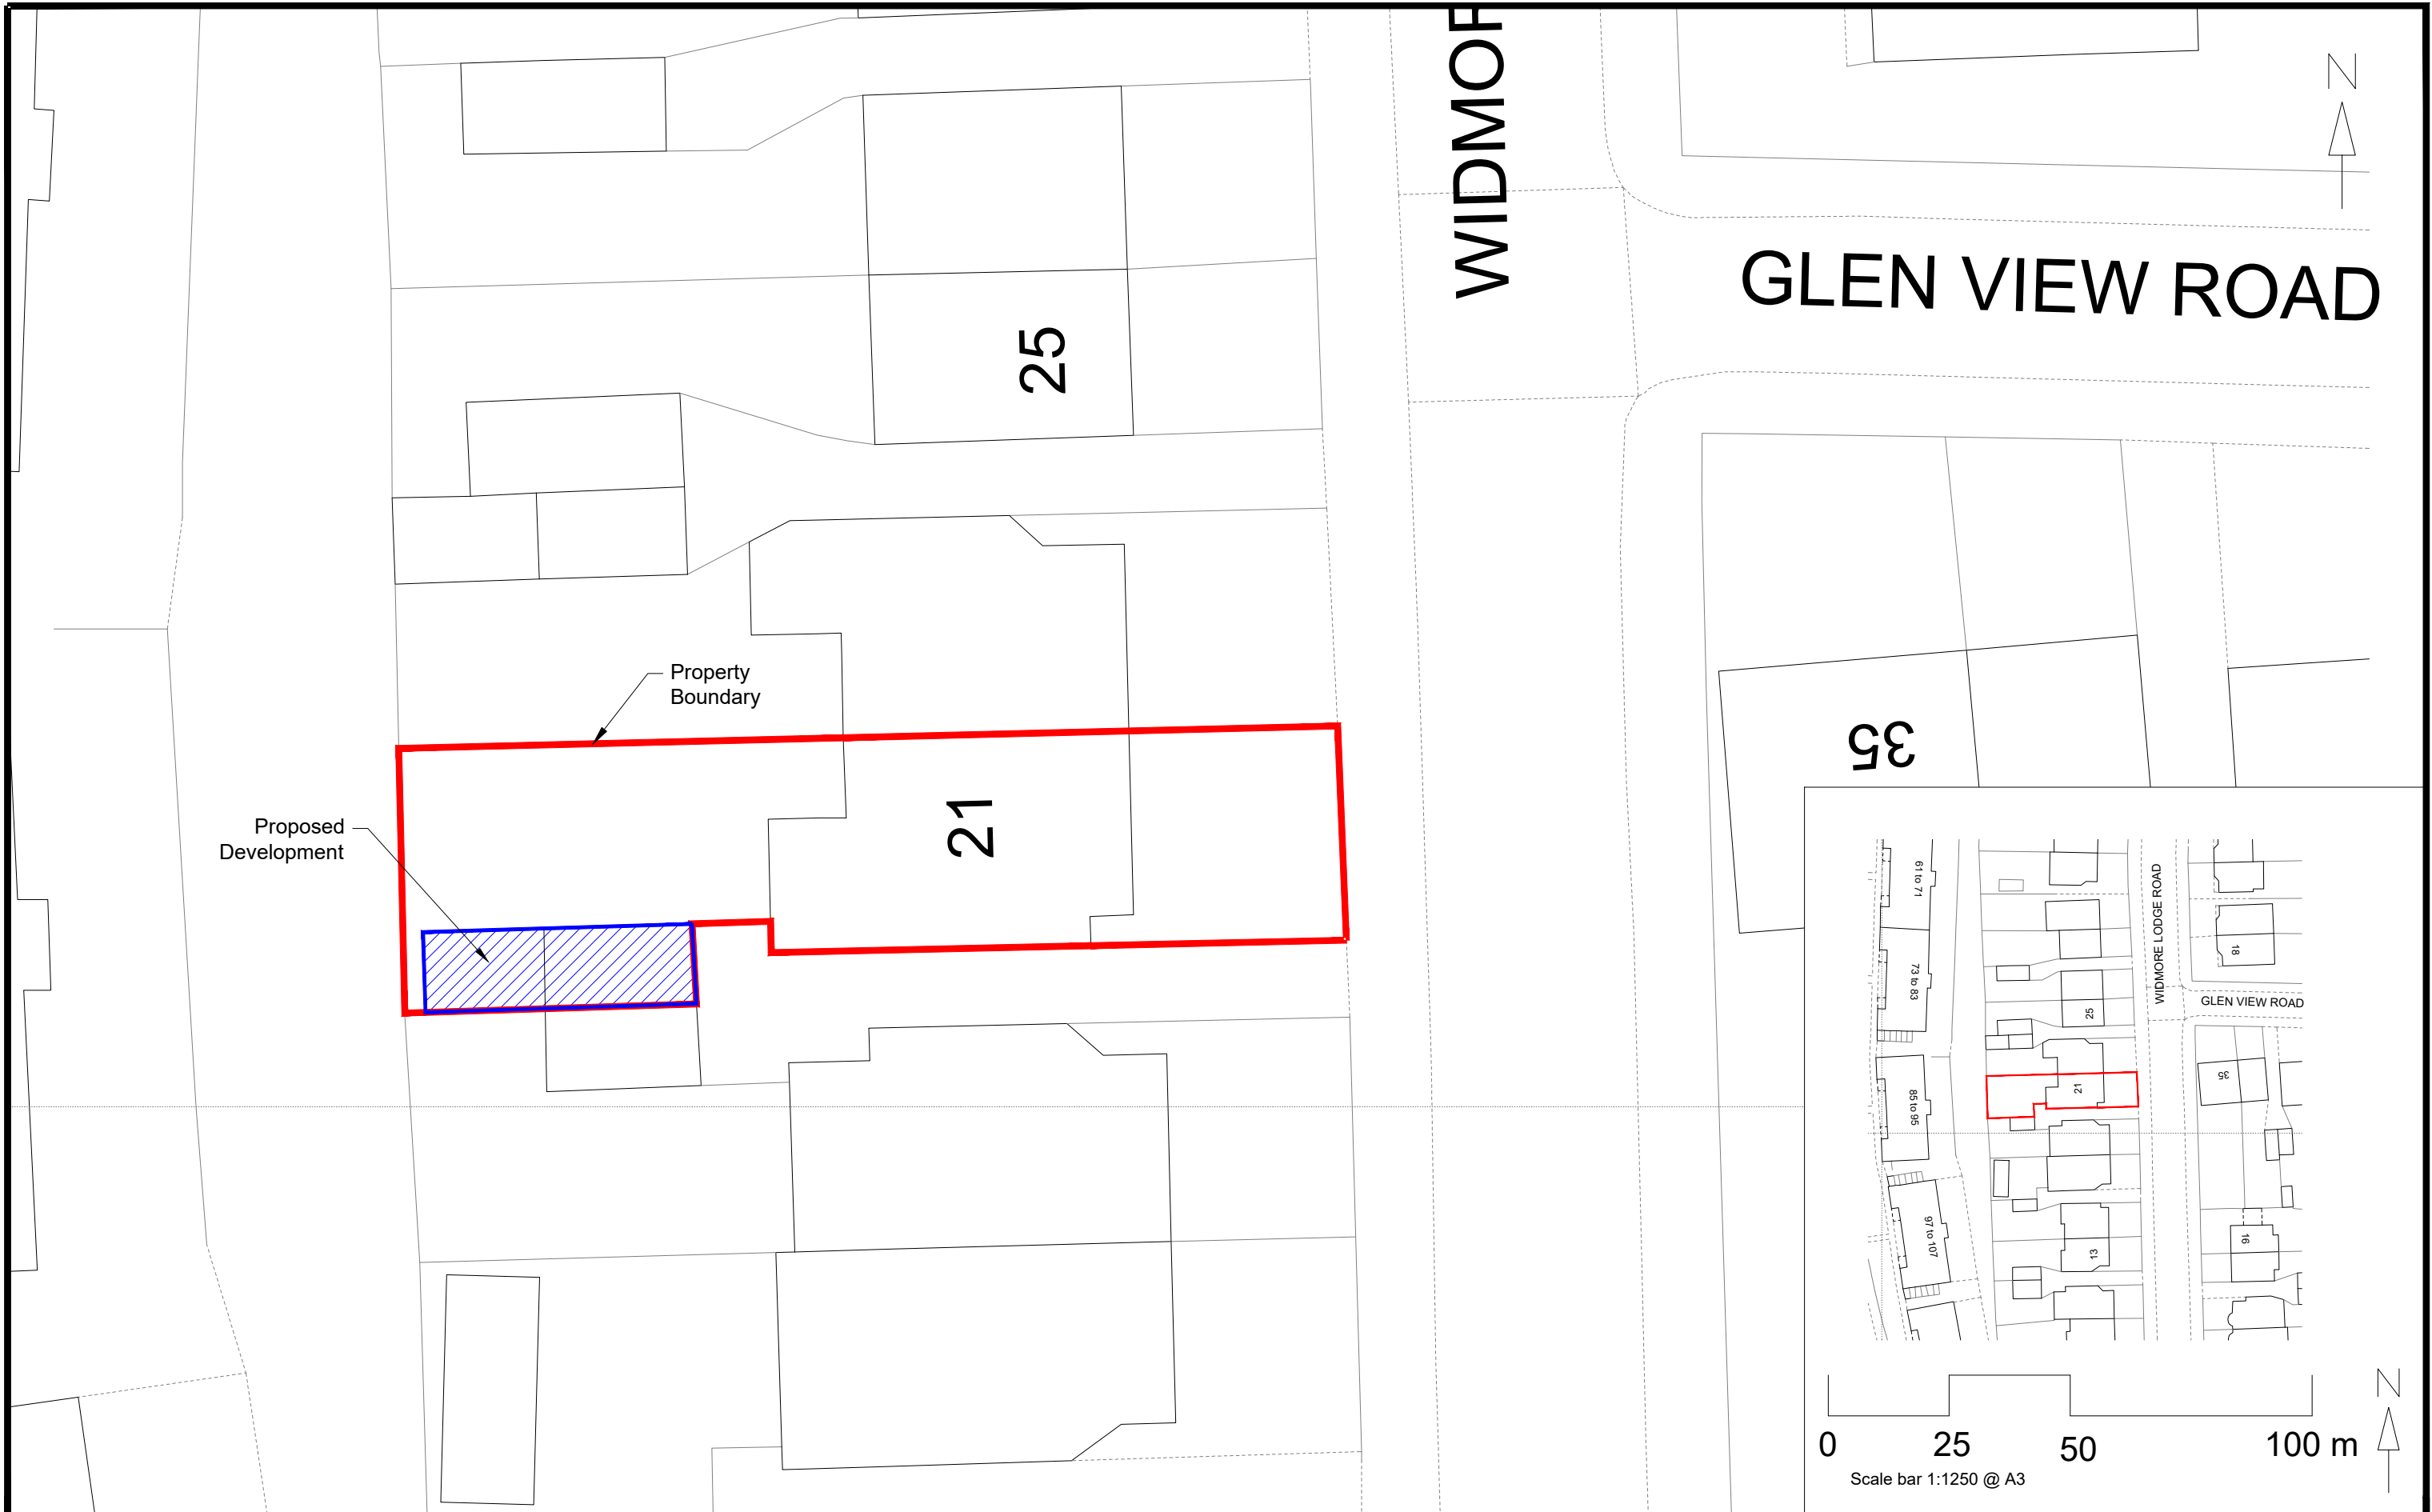 WIDMOR
N
GLEN VIEW ROAD
25
Property
Boundary
35
Proposed
Development
21
61 to 71
WIDMORE LODGE ROAD
18
73 to 83
GLEN VIEW ROAD
25
35
21
85 to 95
97 to 107
16
13
N
0 25 50 100 m
Scale bar 1:1250 @ A3